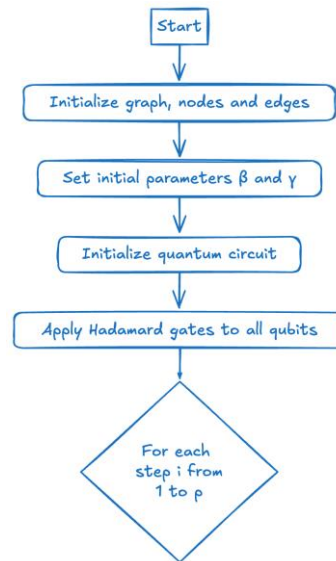 Start
Initialize graph, nodes and edges
Set initial parameters β and γ
Initialize quantum circuit
Apply Hadamard gates to all qubits
For each
step i from
1 to p